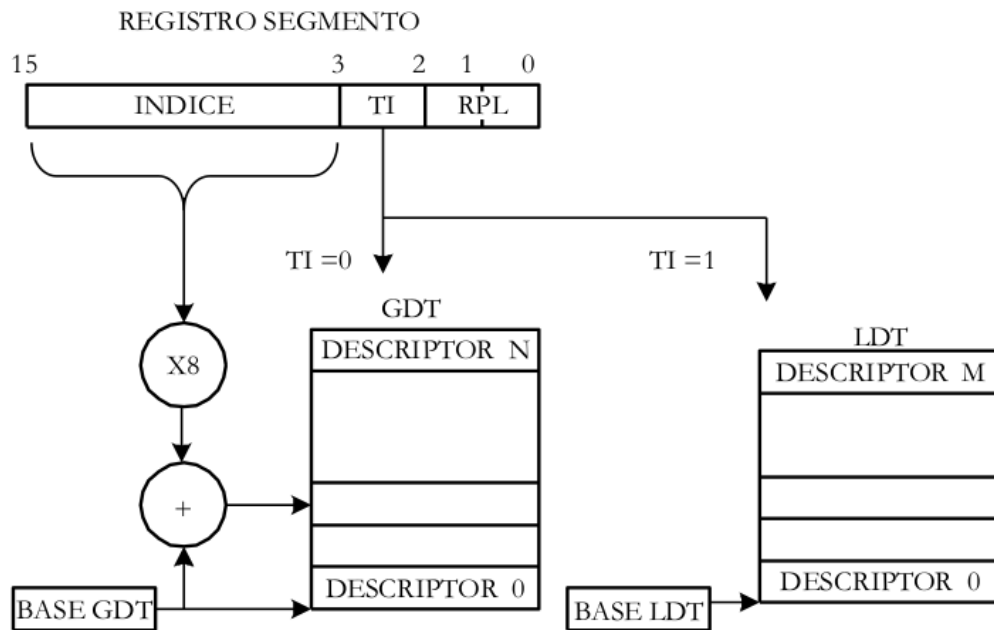 REGISTRO SEGMENTO
15 3 2 1 0
INDICE TI RPL
TI =0 TI =1
GDT
DESCRIPTOR N
LDT
DESCRIPTOR M
X8
+
DESCRIPTOR 0
DESCRIPTOR 0
BASE GDT
BASE LDT